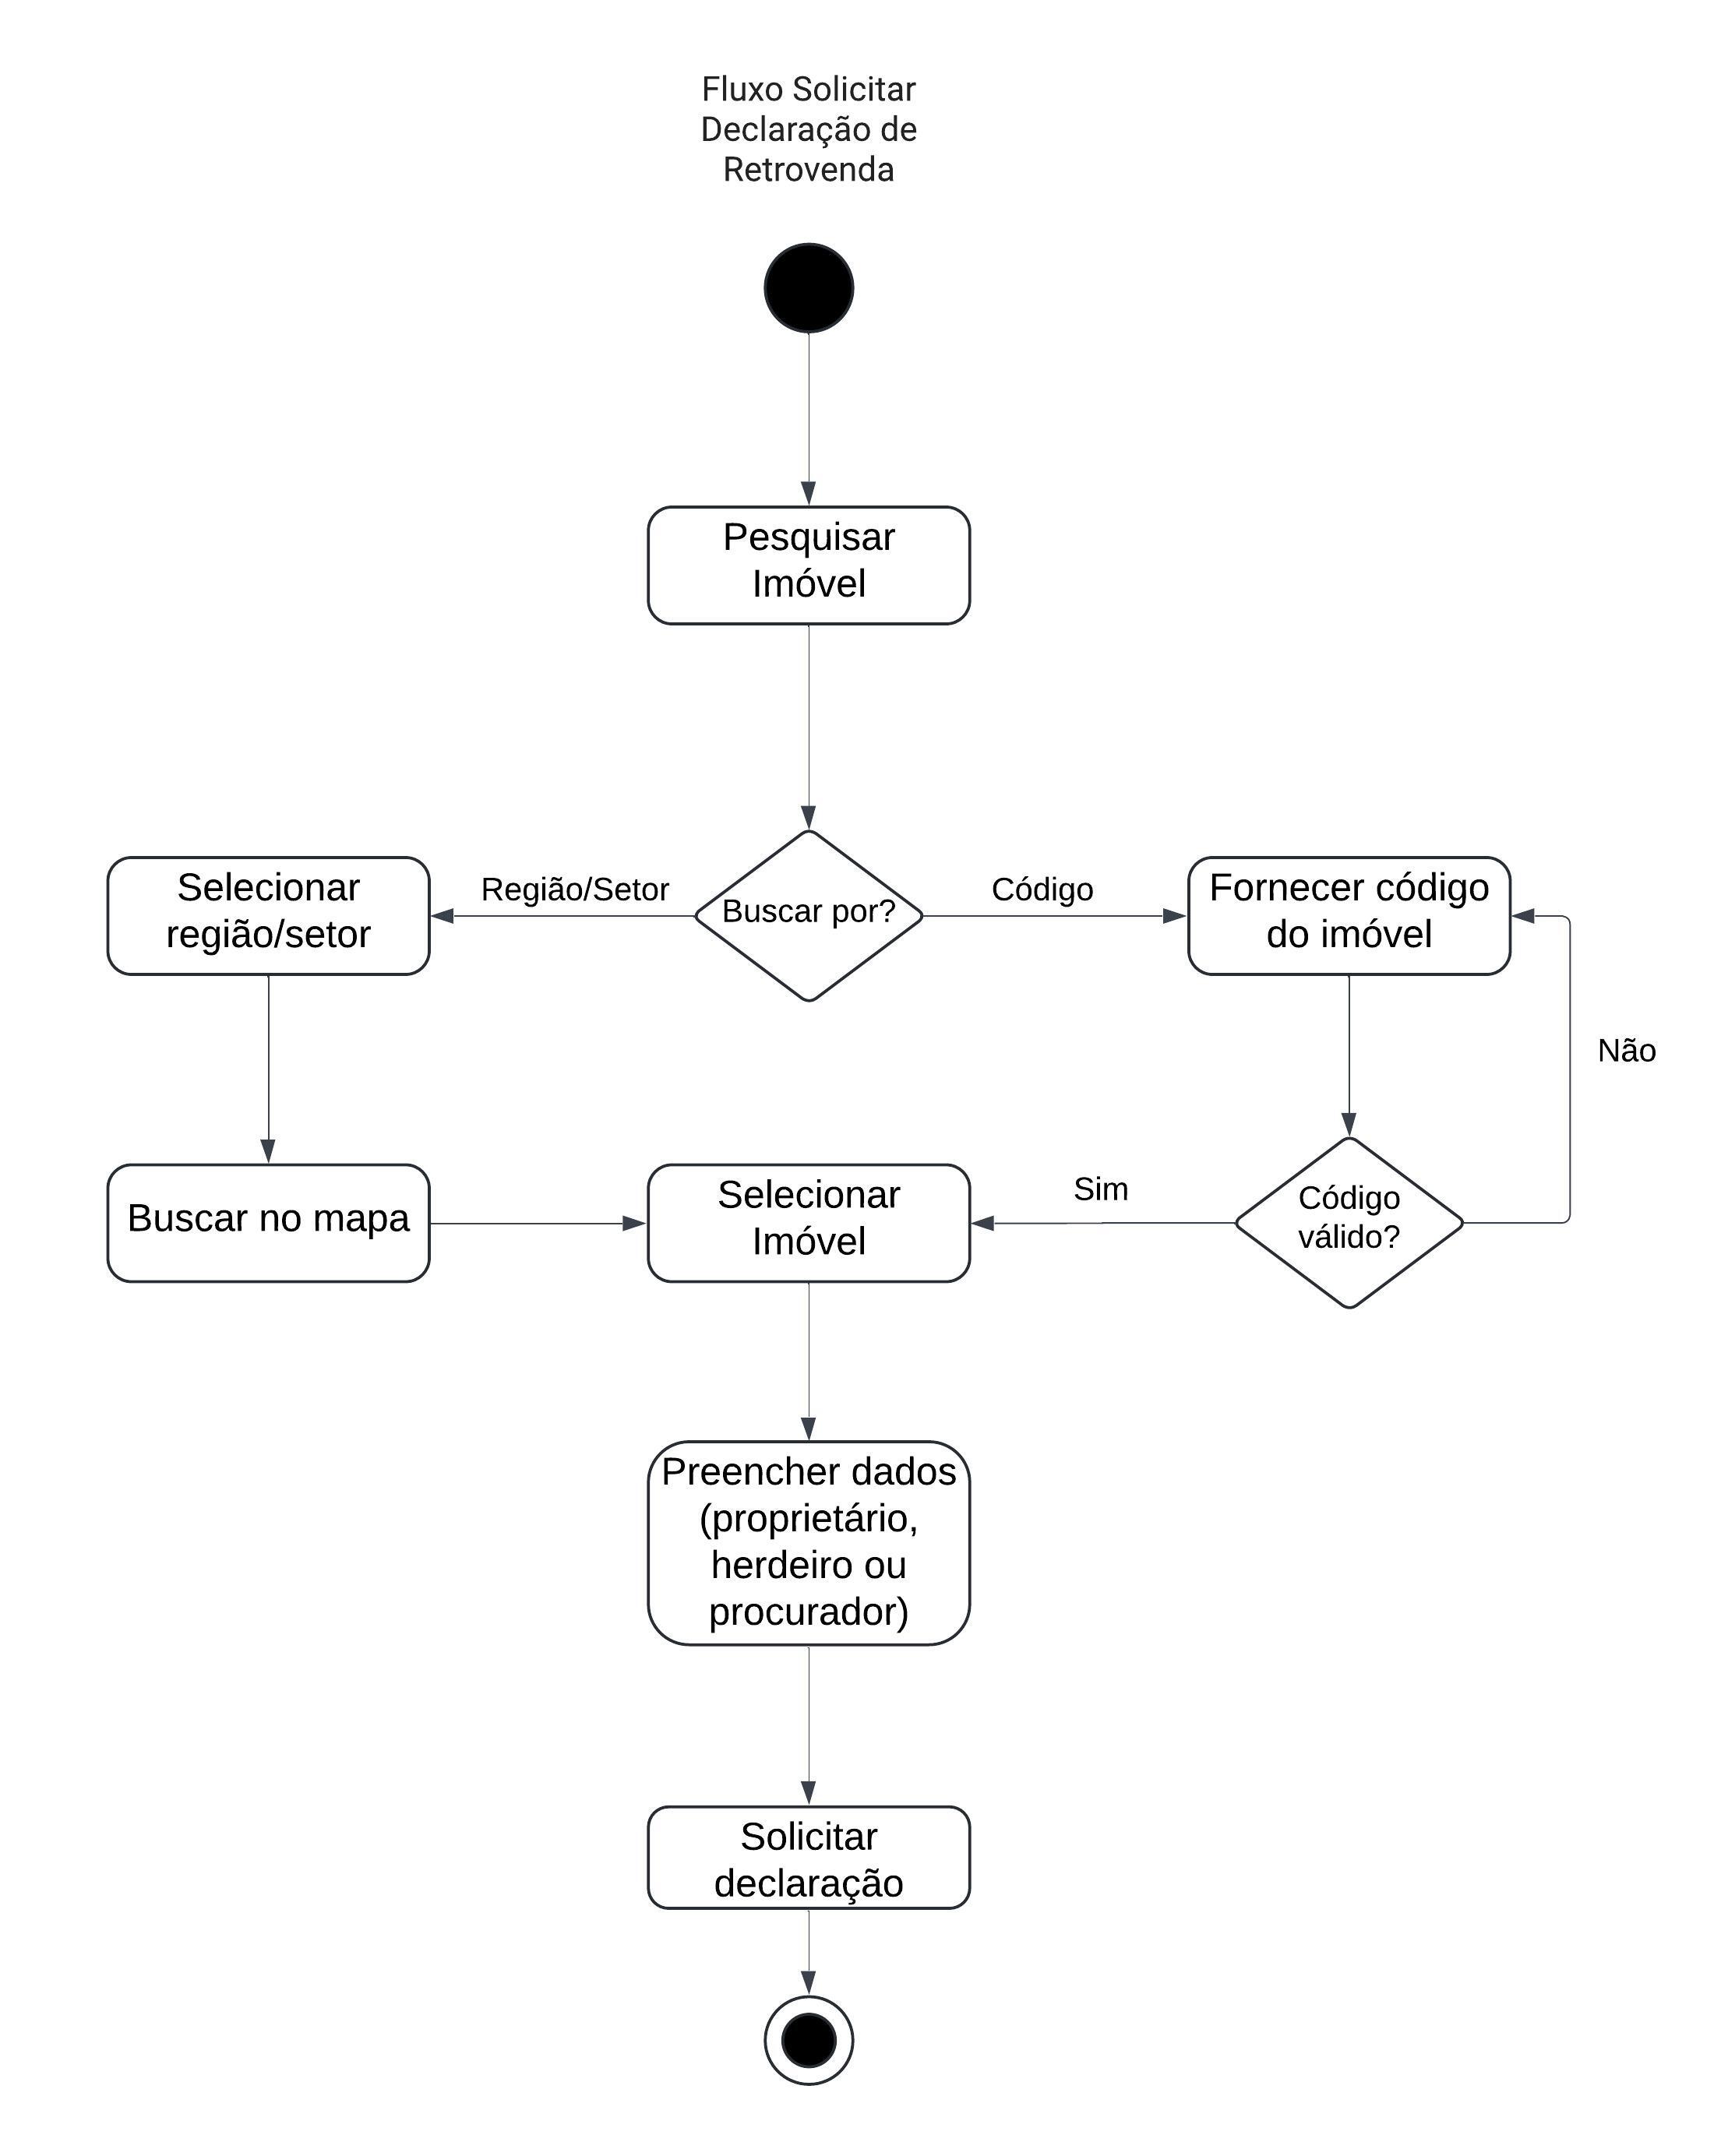 Fluxo Solicitar
Declaração de
Retrovenda
Pesquisar
Imóvel
Buscar por?
Região/Setor
Código
Selecionar
região/setor
Fornecer código
do imóvel
Não
Buscar no mapa
Selecionar
Imóvel
Sim
Código
válido?
Preencher dados
(proprietário,
herdeiro ou
procurador)
Solicitar
declaração